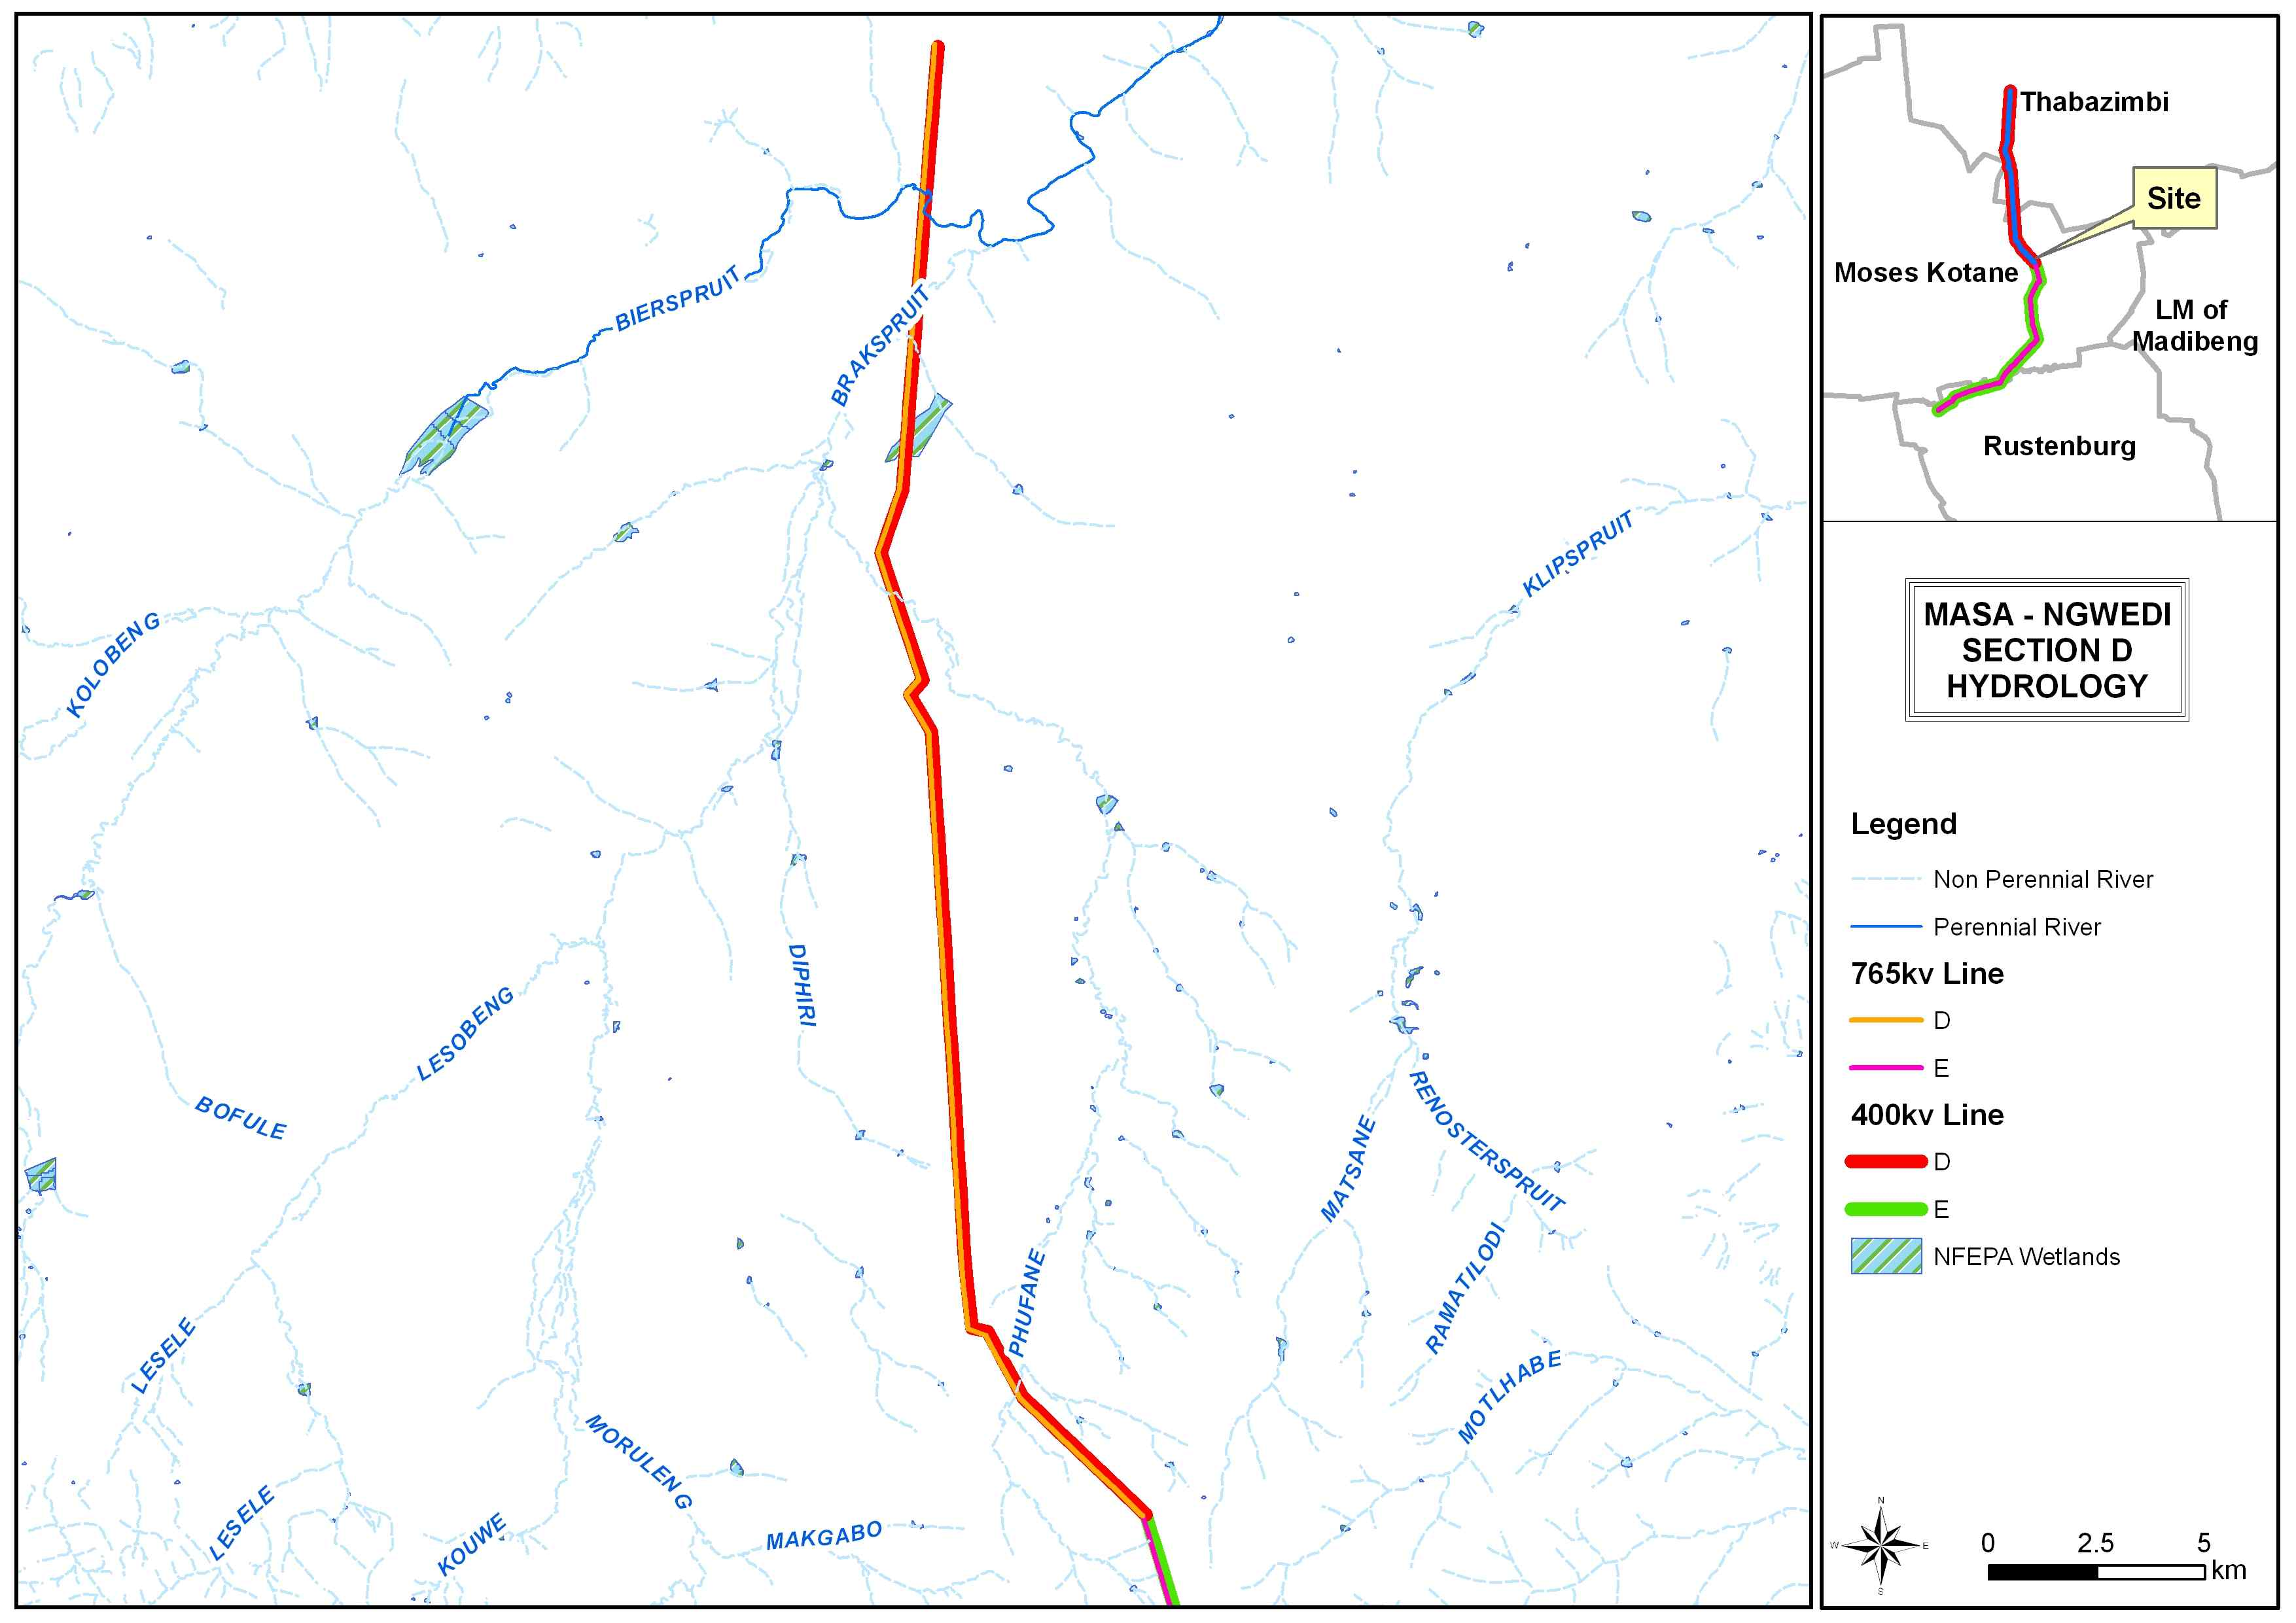 BIERSPRUIT
BRAKSPRUIT
KLIPSPRUIT
KOLOBENG
DIPHIRI
LESOBENG
BOFULE
RENOSTERSPRUIT
MATSANE
RAMATILODI
PHUFANE
LESELE
MOTLHABE
MORULENG
LESELE
KOUWE
MAKGABO
Thabazimbi
Site
Moses Kotane
LM of
Madibeng
Rustenburg
MASA - NGWEDI
SECTION D
HYDROLOGY
Legend
Non Perennial River
Perennial River
765kv Line
D
E
400kv Line
D
E
NFEPA Wetlands
N
W E
S
0 2.5 5
km